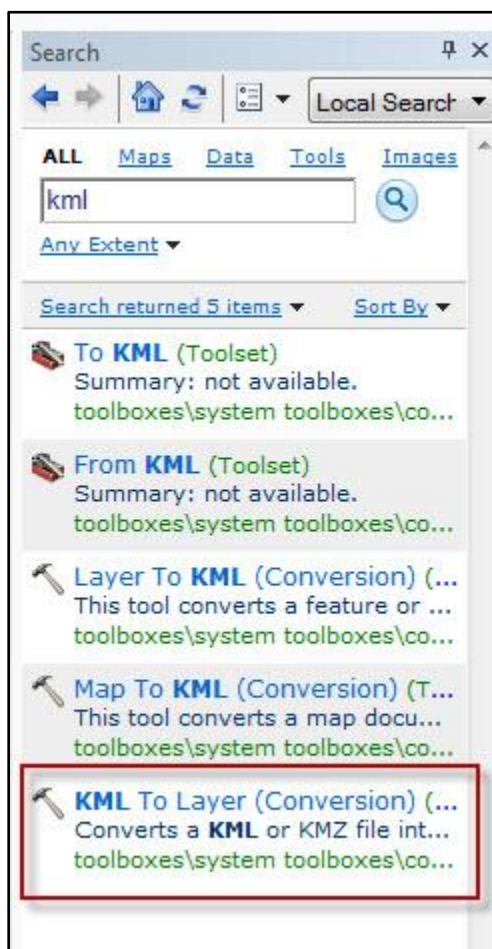 Search
Local Search
ALL Maps Data Tools Images
kml
Any Extent
Search returned 5 items Sort By
To KML (Toolset)
Summary: not available.
toolboxes\system toolboxes\co...
From KML (Toolset)
Summary: not available.
toolboxes\system toolboxes\co...
Layer To KML (Conversion) (...
This tool converts a feature or ...
toolboxes\system toolboxes\co...
Map To KML (Conversion) (T...
This tool converts a map docu...
toolboxes\system toolboxes\co...
KML To Layer (Conversion) (...
Converts a KML or KMZ file int...
toolboxes\system toolboxes\co...